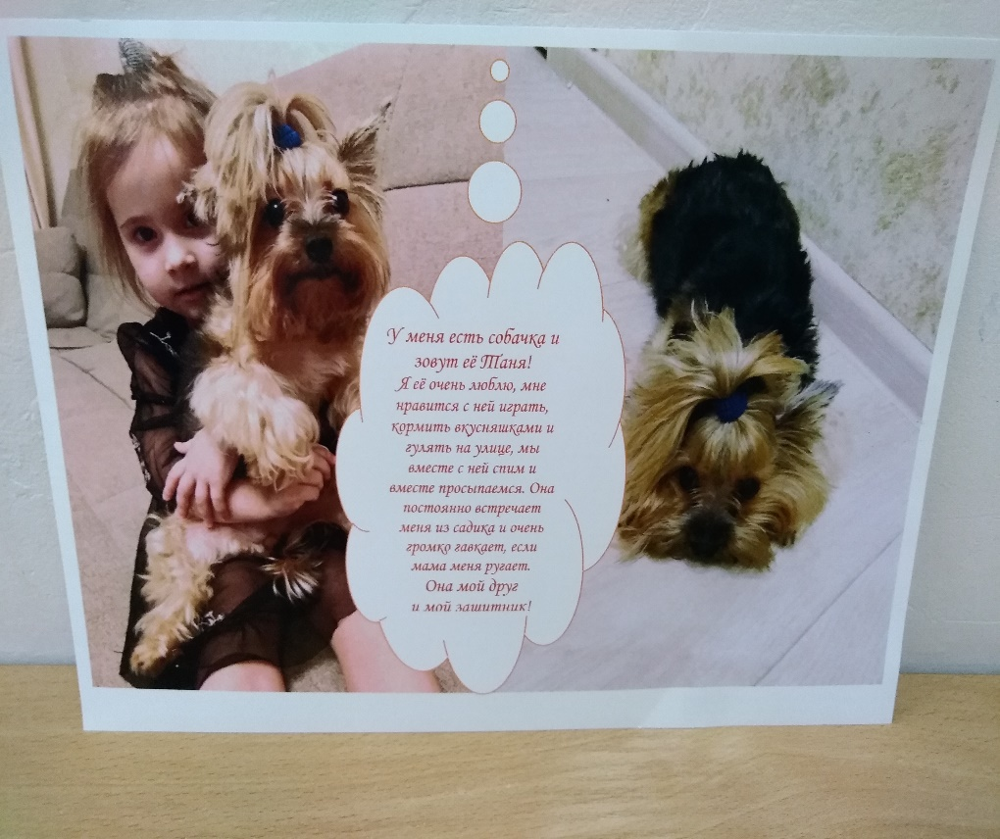 У меня есть собачка и
зовут её Таня!
Я её очень люблю, мне
нравится с ней играть,
кормить вкусняшками и
гулять на улице, мы
вместе с ней спим и
вместе просыпаемся. Она
постоянно встречает
меня из садика и очень
громко гавкает, если
мама меня ругает.
Она мой друг
и мой защитник!